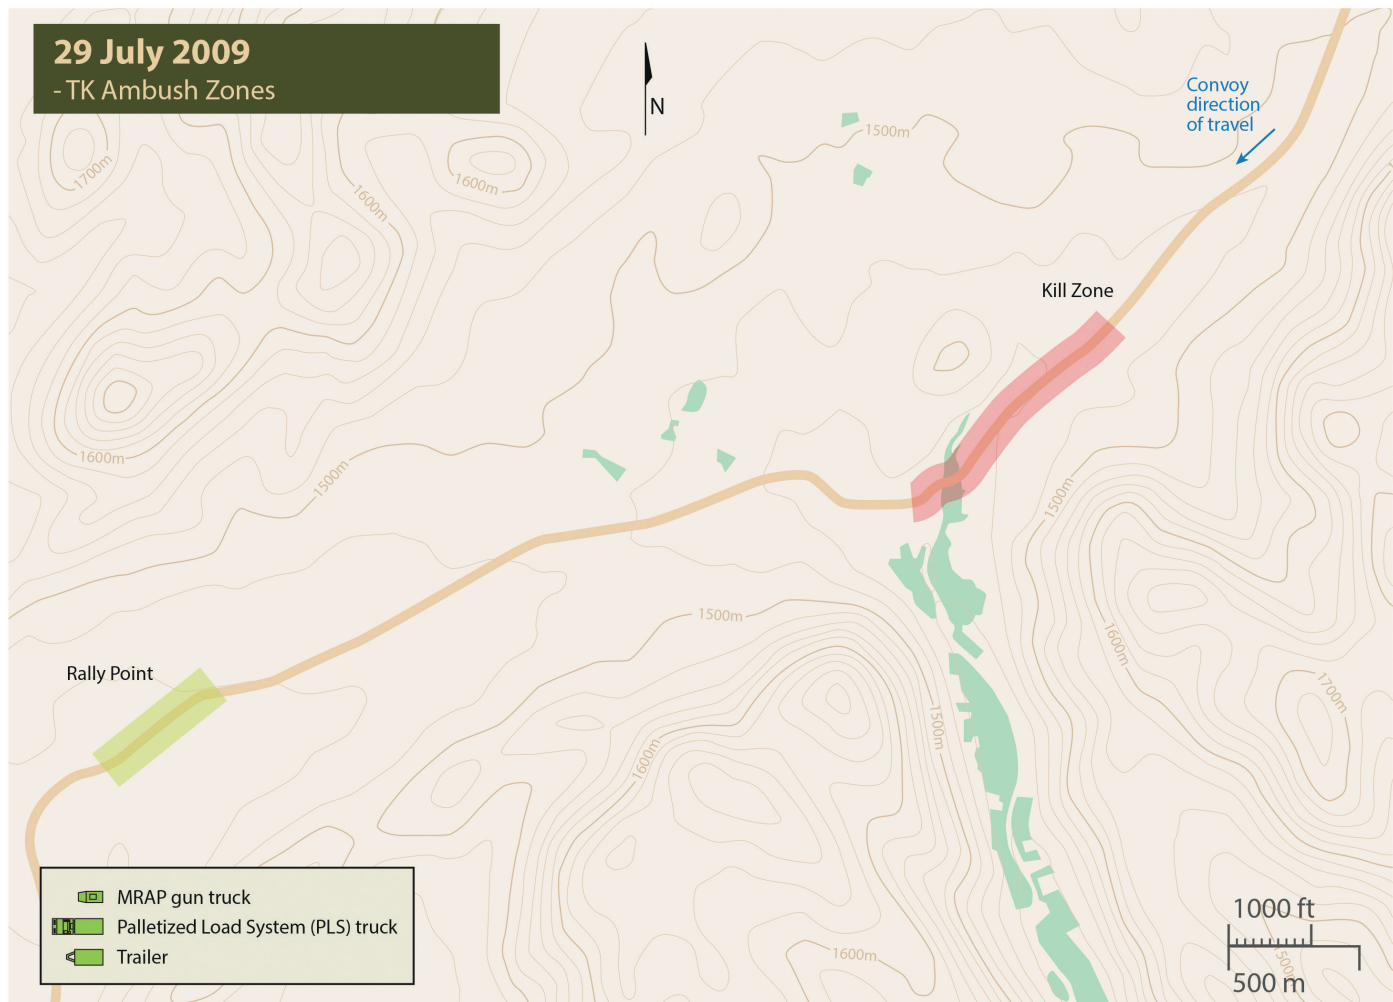 29 July 2009
- TK Ambush Zones
N
Convoy
direction
of travel
1500m
1700m
1600m
1600m
Kill Zone
1600m
1500m
1500m
1500m
1600m
Rally Point
1700m
1500m
1600m
MRAP gun truck
Palletized Load System (PLS) truck
Trailer
1000 ft
1600m
500m
500 m